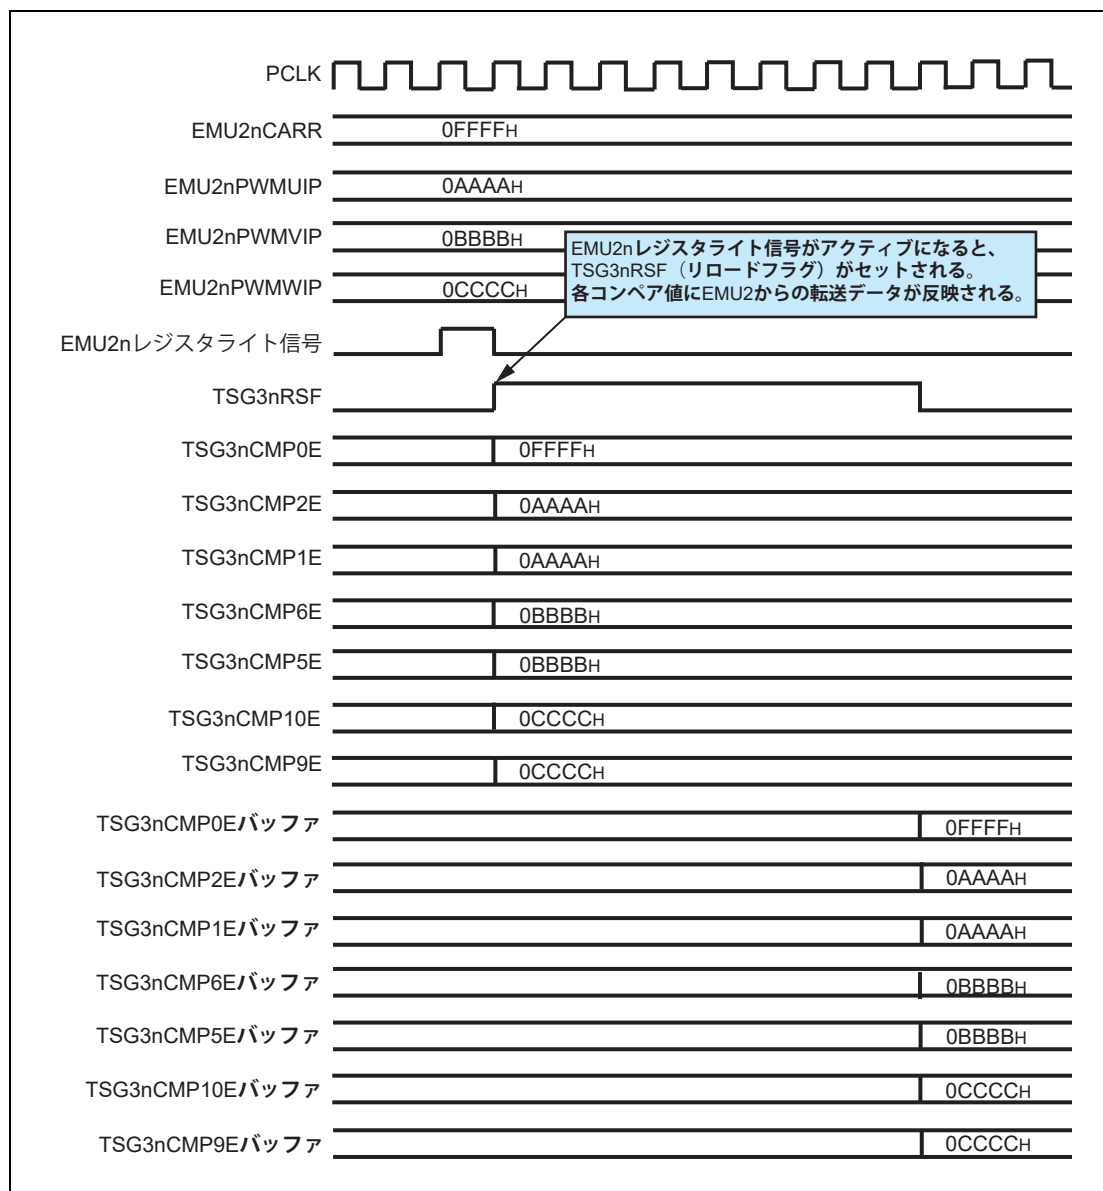 PCLK
EMU2nCARR 0FFFFH
EMU2nPWMUIP 0AAAAH
EMU2nPWMVIP 0BBBBH
EMU2nPWMWIP 0CCCCH
EMU2nレジスタライト信号がアクティブになると、
TSG3nRSF（リロードフラグ）がセットされる。
各コンペア値にEMU2からの転送データが反映される。
EMU2nレジスタライト信号
TSG3nRSF
TSG3nCMP0E 0FFFFH
TSG3nCMP2E 0AAAAH
TSG3nCMP1E 0AAAAH
TSG3nCMP6E 0BBBBH
TSG3nCMP5E 0BBBBH
TSG3nCMP10E 0CCCCH
TSG3nCMP9E 0CCCCH
TSG3nCMP0Eバッファ 0FFFFH
TSG3nCMP2Eバッファ 0AAAAH
TSG3nCMP1Eバッファ 0AAAAH
TSG3nCMP6Eバッファ 0BBBBH
TSG3nCMP5Eバッファ 0BBBBH
TSG3nCMP10Eバッファ 0CCCCH
TSG3nCMP9Eバッファ 0CCCCH